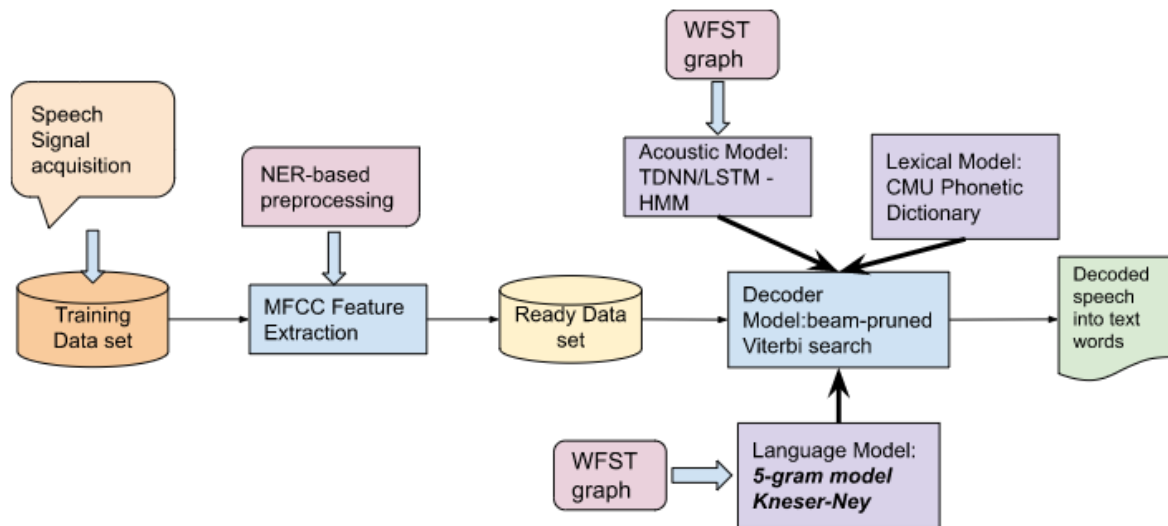 WFST
graph
Speech
Signal
acquisition
NER-based
preprocessing
Acoustic Model:
TDNN/LSTM -
HMM
Lexical Model:
CMU Phonetic
Dictionary
Training
Data set
MFCC Feature
Extraction
Ready Data
set
Decoder
Model:beam-pruned
Viterbi search
Decoded
speech
into text
words
WFST
graph
Language Model:
5-gram model
Kneser-Ney